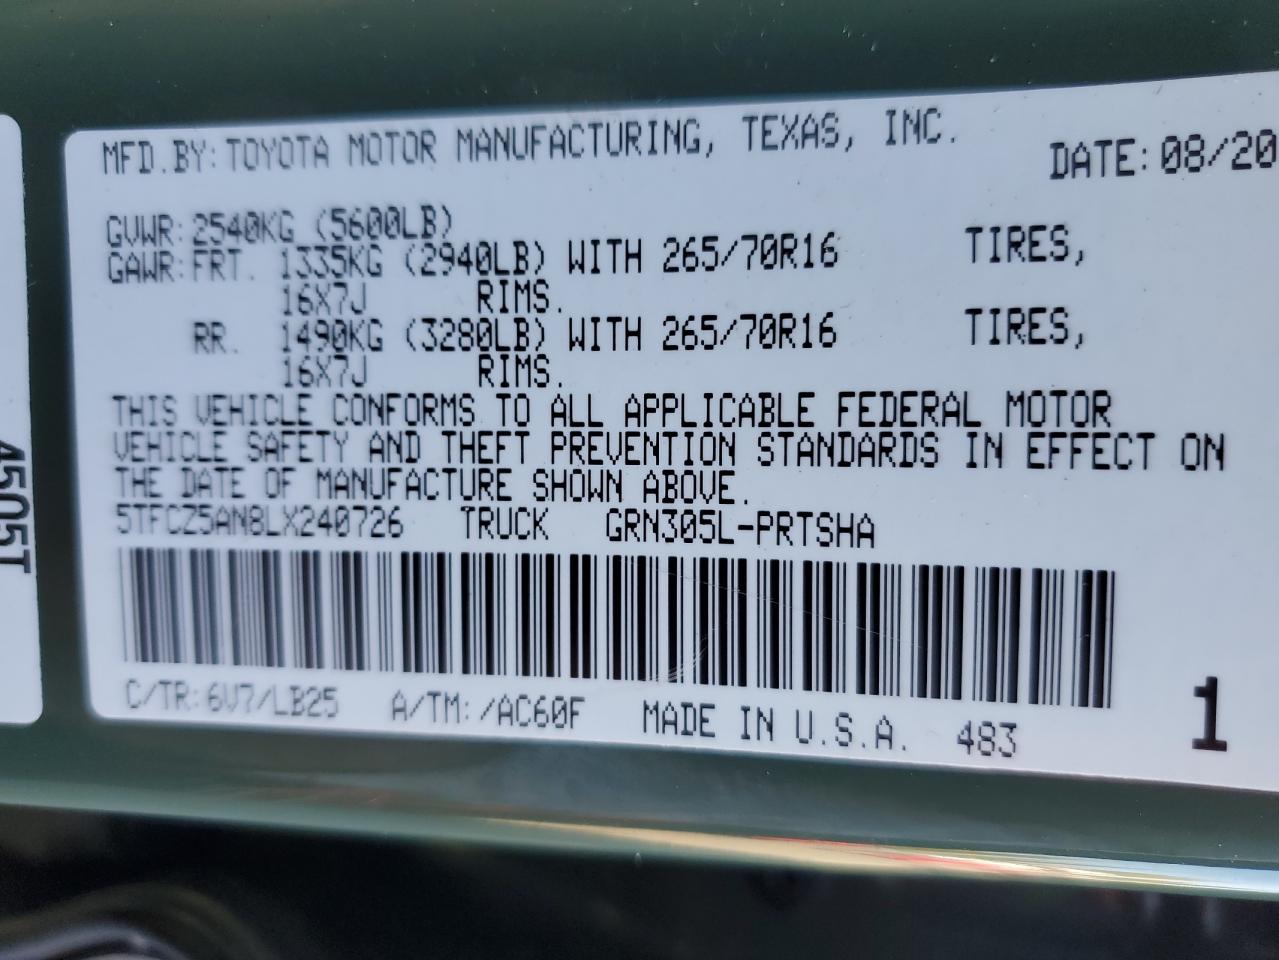 MFD.BY:TOYOTA MOTOR MANUFACTURING, TEXAS, INC. DATE:08/20
GVWR:2540KG (5600LB)
GAWR:FRT. 1335KG (2940LB) WITH 265/70R16 TIRES,
16X7J RIMS.
RR. 1490KG (3280LB) WITH 265/70R16 TIRES,
16X7J RIMS.
THIS VEHICLE CONFORMS TO ALL APPLICABLE FEDERAL MOTOR
VEHICLE SAFETY AND THEFT PREVENTION STANDARDS IN EFFECT ON
THE DATE OF MANUFACTURE SHOWN ABOVE.
5TFCZ5AN8LX240726 TRUCK GRN305L-PRTSHA
C/TR:6V7/LB25 A/TM:/AC60F MADE IN U.S.A. 483
1
4505T